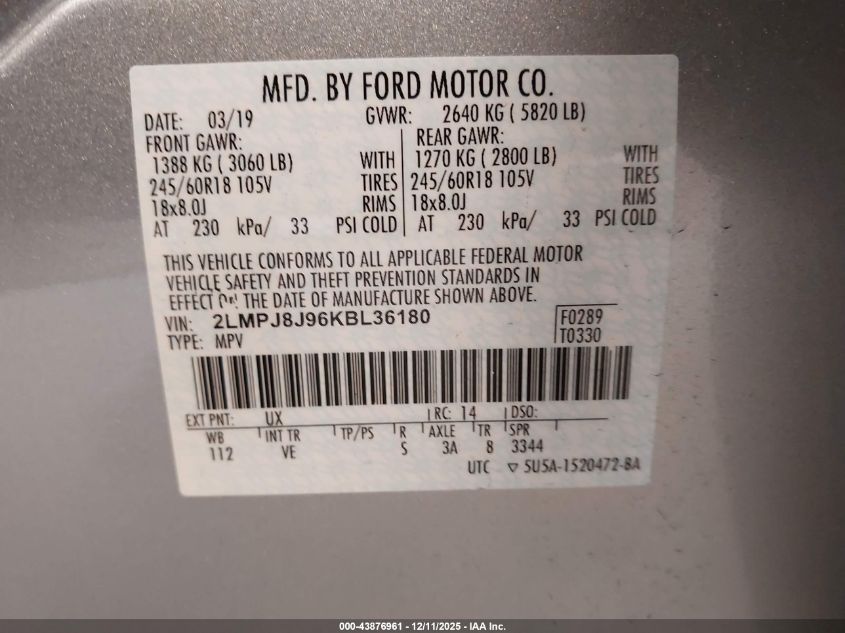 MFD. BY FORD MOTOR CO.
DATE: 03/19 GVWR: 2640 KG ( 5820 LB)
FRONT GAWR: REAR GAWR:
1388 KG ( 3060 LB) WITH 1270 KG ( 2800 LB) WITH
245/60R18 105V TIRES 245/60R18 105V TIRES
18x8.0J RIMS 18x8.0J RIMS
AT 230 kPa/ 33 PSI COLD AT 230 kPa/ 33 PSI COLD
THIS VEHICLE CONFORMS TO ALL APPLICABLE FEDERAL MOTOR
VEHICLE SAFETY AND THEFT PREVENTION STANDARDS IN
EFFECT ON THE DATE OF MANUFACTURE SHOWN ABOVE.
VIN: 2LMPJ8J96KBL36180 F0289
TYPE: MPV T0330
EXT PNT: UX RC: 14 DSO:
WB INT TR TP/PS R AXLE TR SPR
112 VE S 3A 8 3344
UTC ▽ 5U5A-1520472-BA
000-43876961 - 12/11/2025 - IAA Inc.